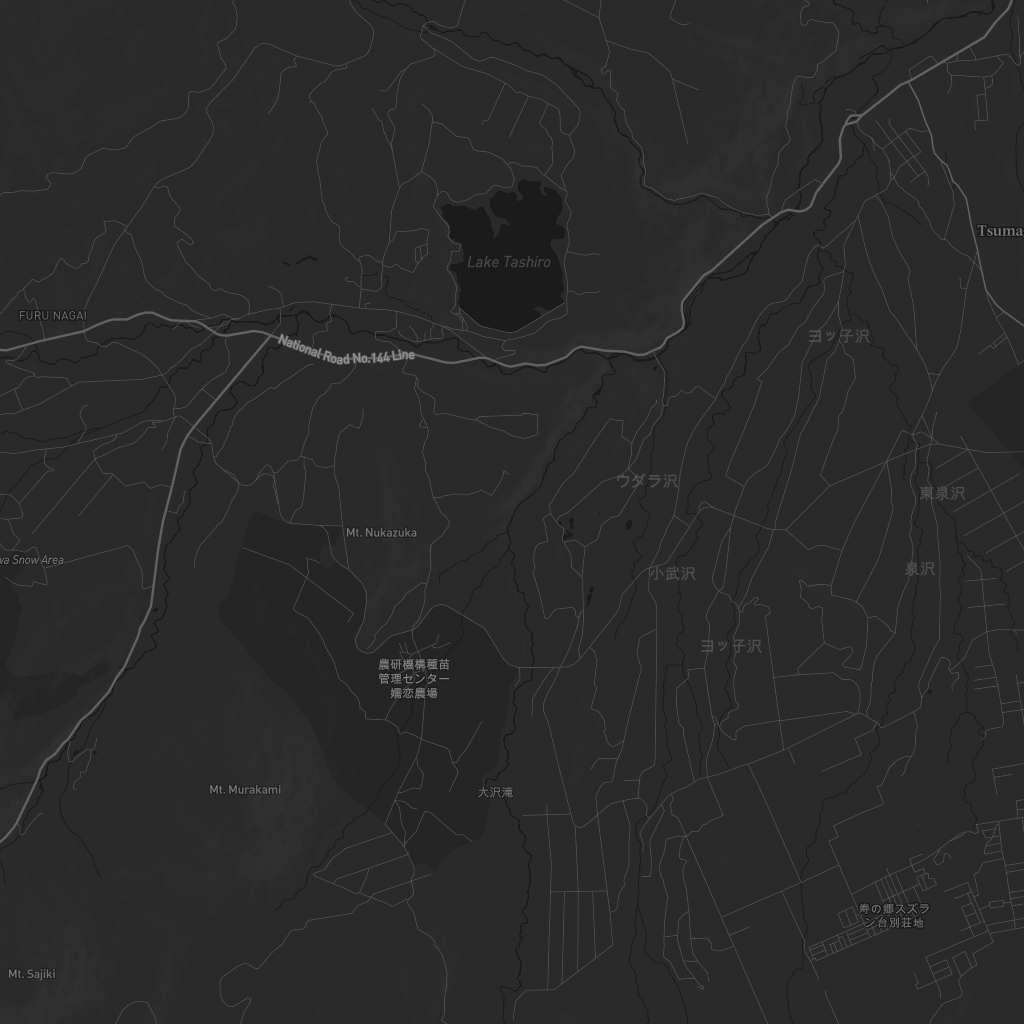 Lake Tashiro
FURU NAGAI
National Road No.144 Line
ヨッ子沢
ウダラ沢
東泉沢
Mt. Nukazuka
Snow Area
小武沢
泉沢
ヨッ子沢
農研機構種苗
管理センター
嬬恋農場
Mt. Murakami
大沢滝
寿の郷スズラ
ン台別荘地
Mt. Sajiki